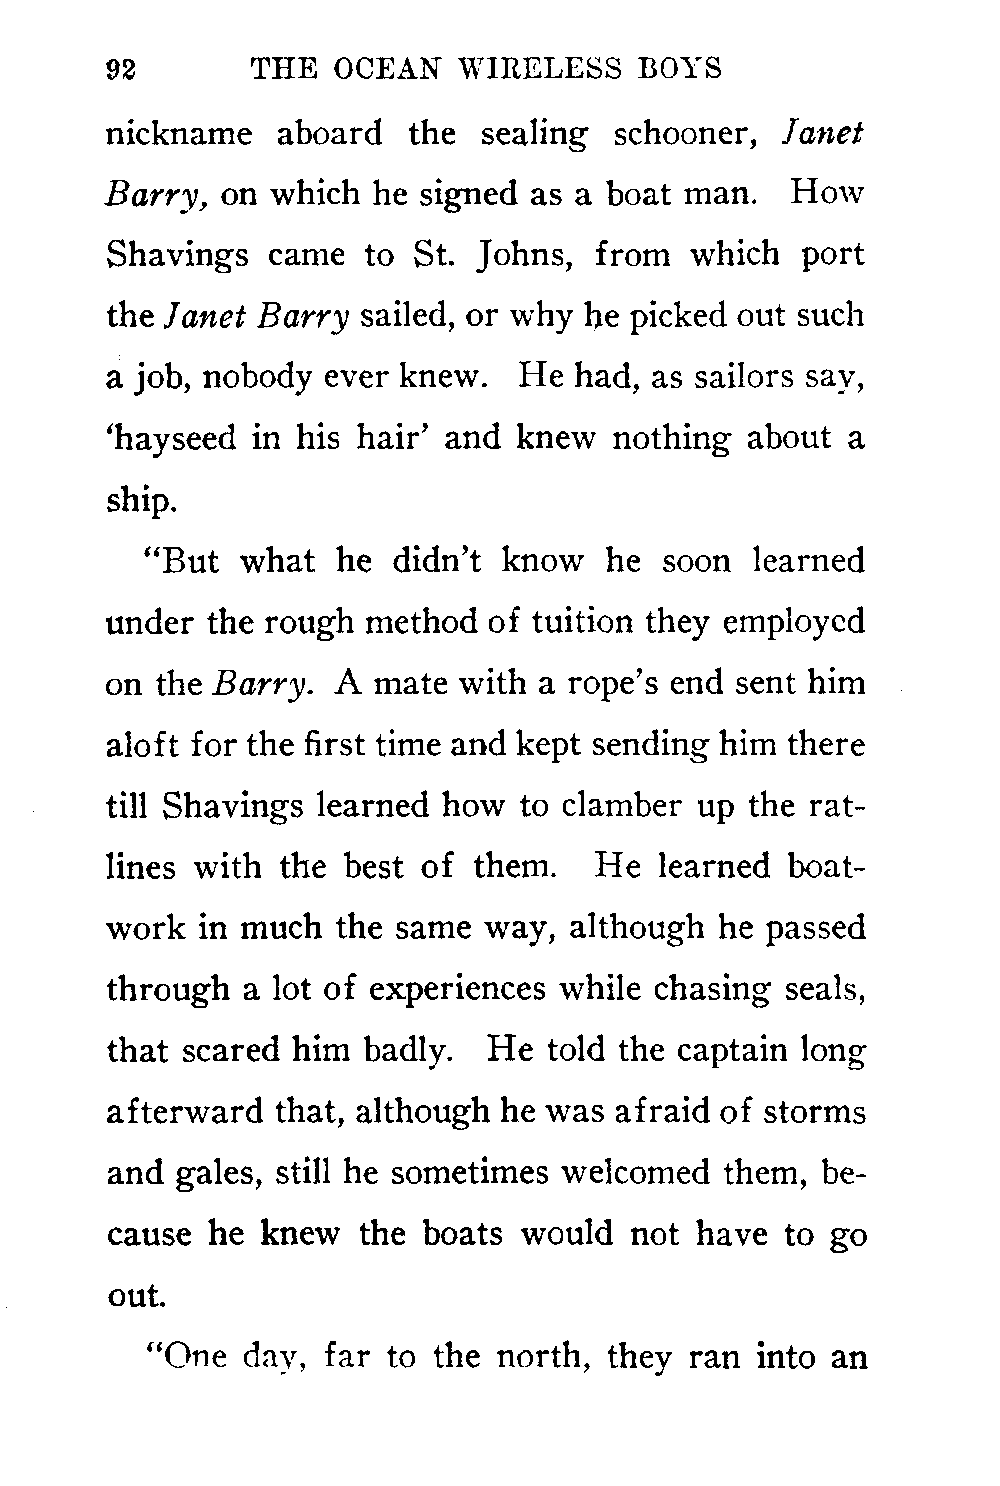 92 THE OCEAN WIRELESS BOYS
nickname aboard the sealing schooner, Janet
Barry, on which he signed as a boat man. How
Shavings came to St. Johns, from which port
the Janet Barry sailed, or why he picked out such
a job, nobody ever knew. He had, as sailors say,
‘hayseed in his hair’ and knew nothing about a
ship.
“But what he didn’t know he soon learned
under the rough method of tuition they employed
on the Barry. A mate with a rope’s end sent him
aloft for the first time and kept sending him there
till Shavings learned how to clamber up the rat-
lines with the best of them. He learned boat-
work in much the same way, although he passed
through a lot of experiences while chasing seals,
that scared him badly. He told the captain long
afterward that, although he was afraid of storms
and gales, still he sometimes welcomed them, be-
cause he knew the boats would not have to go
out.
“One day, far to the north, they ran into an